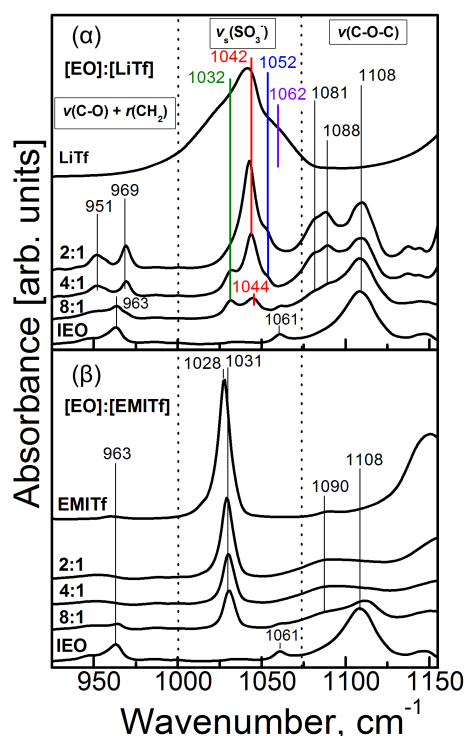 νs(SO3-)
ν(C-O-C)
(α)
1042
[EO]:[LiTf]
1032
1052
1108
1062
1081
ν(C-O) + r(CH2)
1088
LiTf
969
951
2:1
4:1
1044
963
8:1
1061
IEO
(β)
1028
1031
[EO]:[EMITf]
963
1108
1090
EMITf
2:1
4:1
8:1
1061
IEO
950 1000 1050 1100 1150
Wavenumber, cm-1
Absorbance [arb. units]